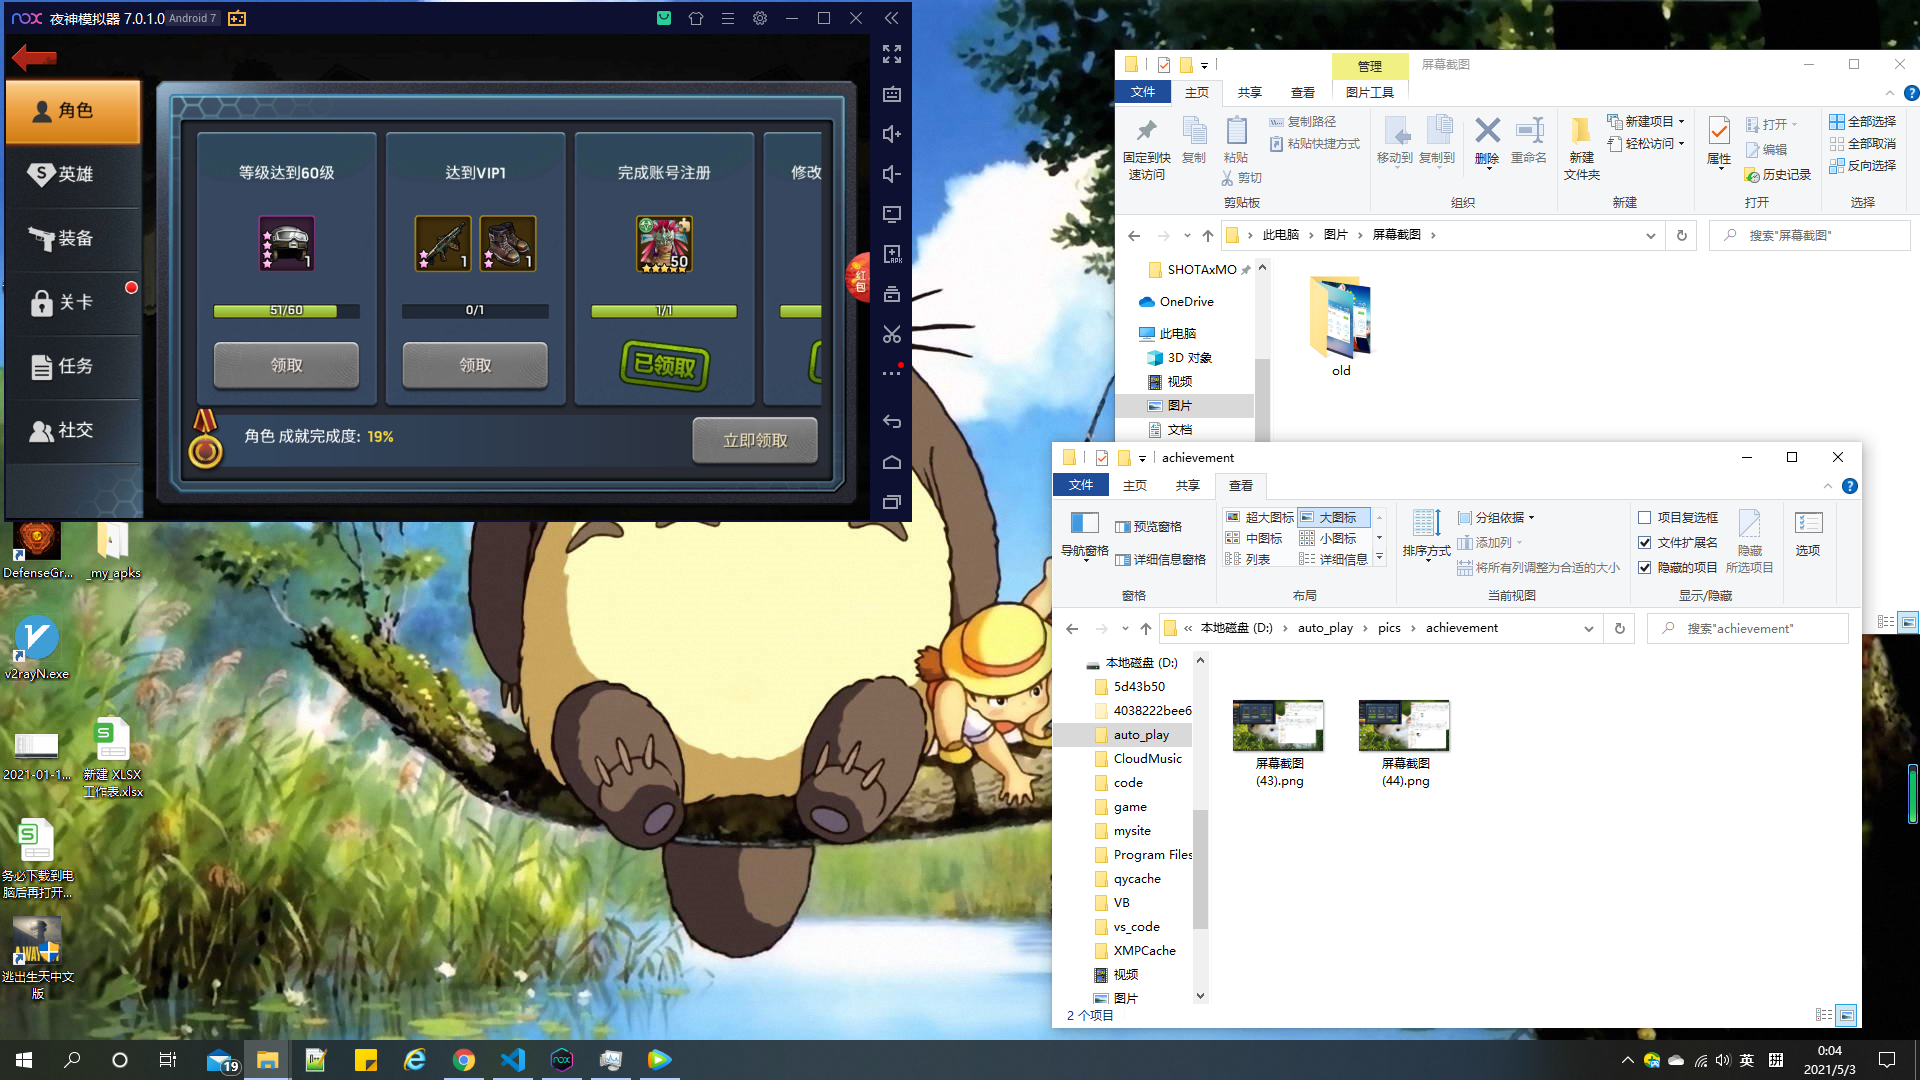 nox 夜神模拟器 7.0.1.0 Android 7
角色
英雄
装备
关卡
任务
社交
等级达到60级
1
51/60
领取
达到VIP1
1
1
0/1
领取
完成账号注册
50
1/1
已领取
修改
角色 成就完成度: 19%
立即领取
红包
APK
DefenseGr...
_my_apks
v2rayN.exe
2021-01-1...
新建 XLSX
工作表.xlsx
务必下载到电
脑后再打开...
AWAY
逃出生天中文
版
管理
屏幕截图
文件
主页
共享
查看
图片工具
固定到快
速访问
复制
粘贴
复制路径
粘贴快捷方式
剪切
剪贴板
移动到
复制到
删除
重命名
组织
新建
文件夹
新建项目
轻松访问
新建
属性
打开
编辑
历史记录
打开
全部选择
全部取消
反向选择
选择
此电脑
图片
屏幕截图
搜索"屏幕截图"
SHOTAxMO
OneDrive
此电脑
3D 对象
视频
图片
文档
old
achievement
文件
主页
共享
查看
导航窗格
预览窗格
详细信息窗格
窗格
超大图标
大图标
中图标
小图标
列表
详细信息
布局
排序方式
分组依据
添加列
将所有列调整为合适的大小
当前视图
项目复选框
文件扩展名
隐藏的项目
隐藏
所选项目
显示/隐藏
选项
« 本地磁盘 (D:)
auto_play
pics
achievement
搜索"achievement"
本地磁盘 (D:)
5d43b50
4038222bee6
auto_play
CloudMusic
code
game
mysite
Program Files
qycache
VB
vs_code
XMPCache
视频
图片
屏幕截图
(43).png
屏幕截图
(44).png
2 个项目
19
英
拼
0:04
2021/5/3